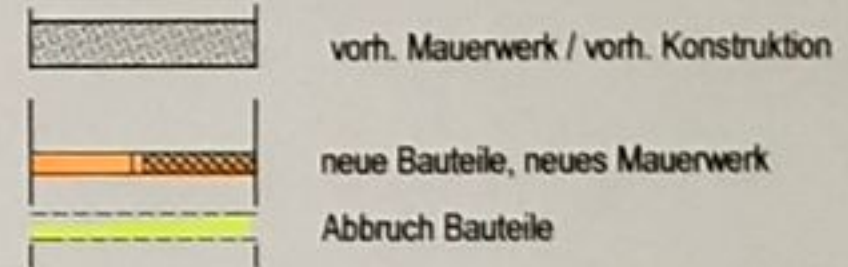 vorh. Mauerwerk / vorh. Konstruktion
neue Bauteile, neues Mauerwerk
Abbruch Bauteile